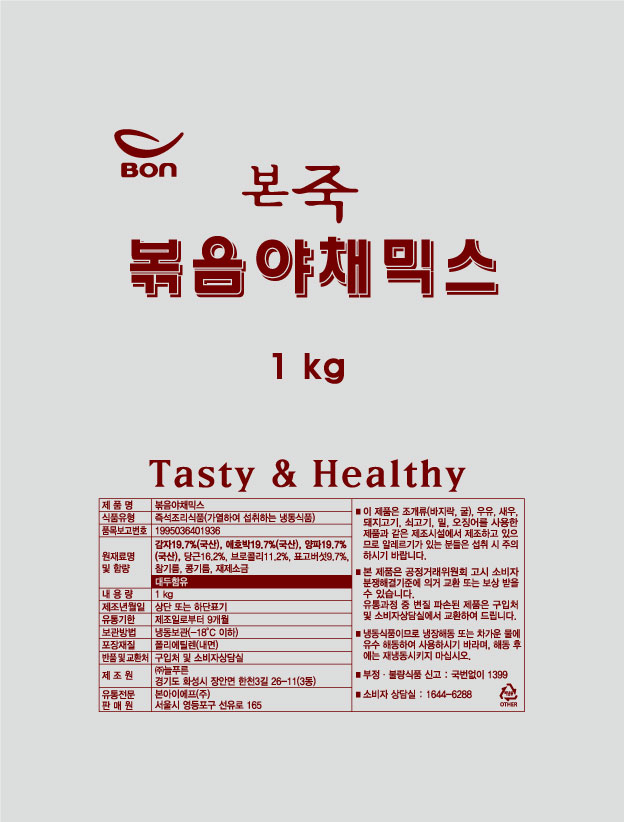 BON
본죽
볶음야채믹스
1 kg
Tasty & Healthy
제 품 명 볶음야채믹스
식품유형 즉석조리식품(가열하여 섭취하는 냉동식품)
품목보고번호 1995036401936
원재료명 및 함량
감자19.7%(국산), 애호박19.7%(국산), 양파19.7%
(국산), 당근16.2%, 브로콜리11.2%, 표고버섯9.7%,
참기름, 콩기름, 재제소금
대두함유
내 용 량 1 kg
제조년월일 상단 또는 하단표기
유통기한 제조일로부터 9개월
보관방법 냉동보관(-18˚C 이하)
포장재질 폴리에틸렌(내면)
반품 및 교환처 구입처 및 소비자상담실
제 조 원 ㈜늘푸른
경기도 화성시 장안면 한천3길 26-11(3동)
유통전문 본아이에프(주)
판 매 원 서울시 영등포구 선유로 165
■ 이 제품은 조개류(바지락, 굴), 우유, 새우,
돼지고기, 쇠고기, 밀, 오징어를 사용한
제품과 같은 제조시설에서 제조하고 있으
므로 알레르기가 있는 분들은 섭취 시 주의
하시기 바랍니다.
■ 본 제품은 공정거래위원회 고시 소비자
분쟁해결기준에 의거 교환 또는 보상 받을
수 있습니다.
유통과정 중 변질 파손된 제품은 구입처
및 소비자상담실에서 교환하여 드립니다.
■ 냉동식품이므로 냉장해동 또는 차가운 물에
유수 해동하여 사용하시기 바라며, 해동 후
에는 재냉동시키지 마십시오.
■ 부정 · 불량식품 신고 : 국번없이 1399
■ 소비자 상담실 : 1644-6288
OTHER